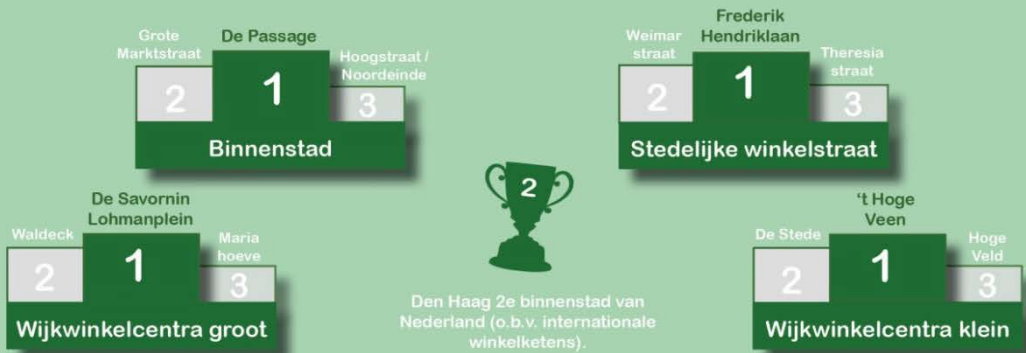 Grote
Marktstraat
De Passage
Hoogstraat /
Noordeinde
2
1
3
Binnenstad
Weimar
straat
Frederik
Hendriklaan
Theresia
straat
2
1
3
Stedelijke winkelstraat
Waldeck
De Savornin
Lohmanplein
Maria
hoeve
2
1
3
Wijkwinkelcentra groot
2
Den Haag 2e binnenstad van
Nederland (o.b.v. internationale
winkelketens).
De Stede
‘t Hoge
Veen
Hoge
Veld
2
1
3
Wijkwinkelcentra klein